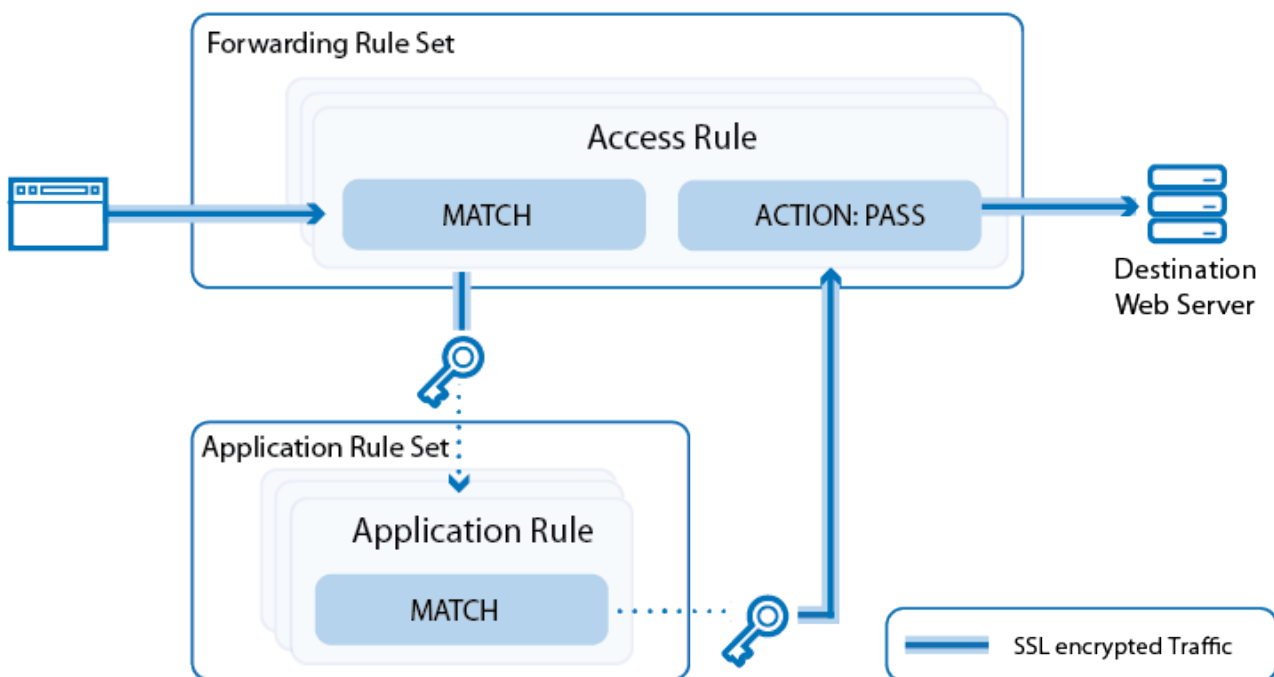 Forwarding Rule Set
Access Rule
MATCH
ACTION: PASS
Destination
Web Server
Application Rule Set
Application Rule
MATCH
SSL encrypted Traffic